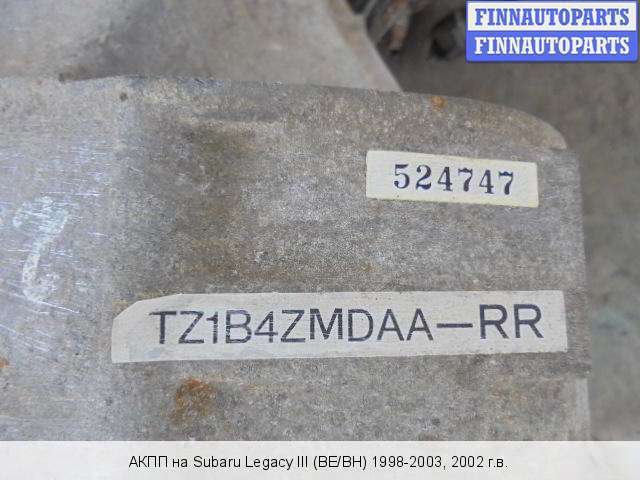 FINNAUTOPARTS
FINNAUTOPARTS
524747
TZ1B4ZMDAA-RR
АКПП на Subaru Legacy III (BE/BH) 1998-2003, 2002 г.в.